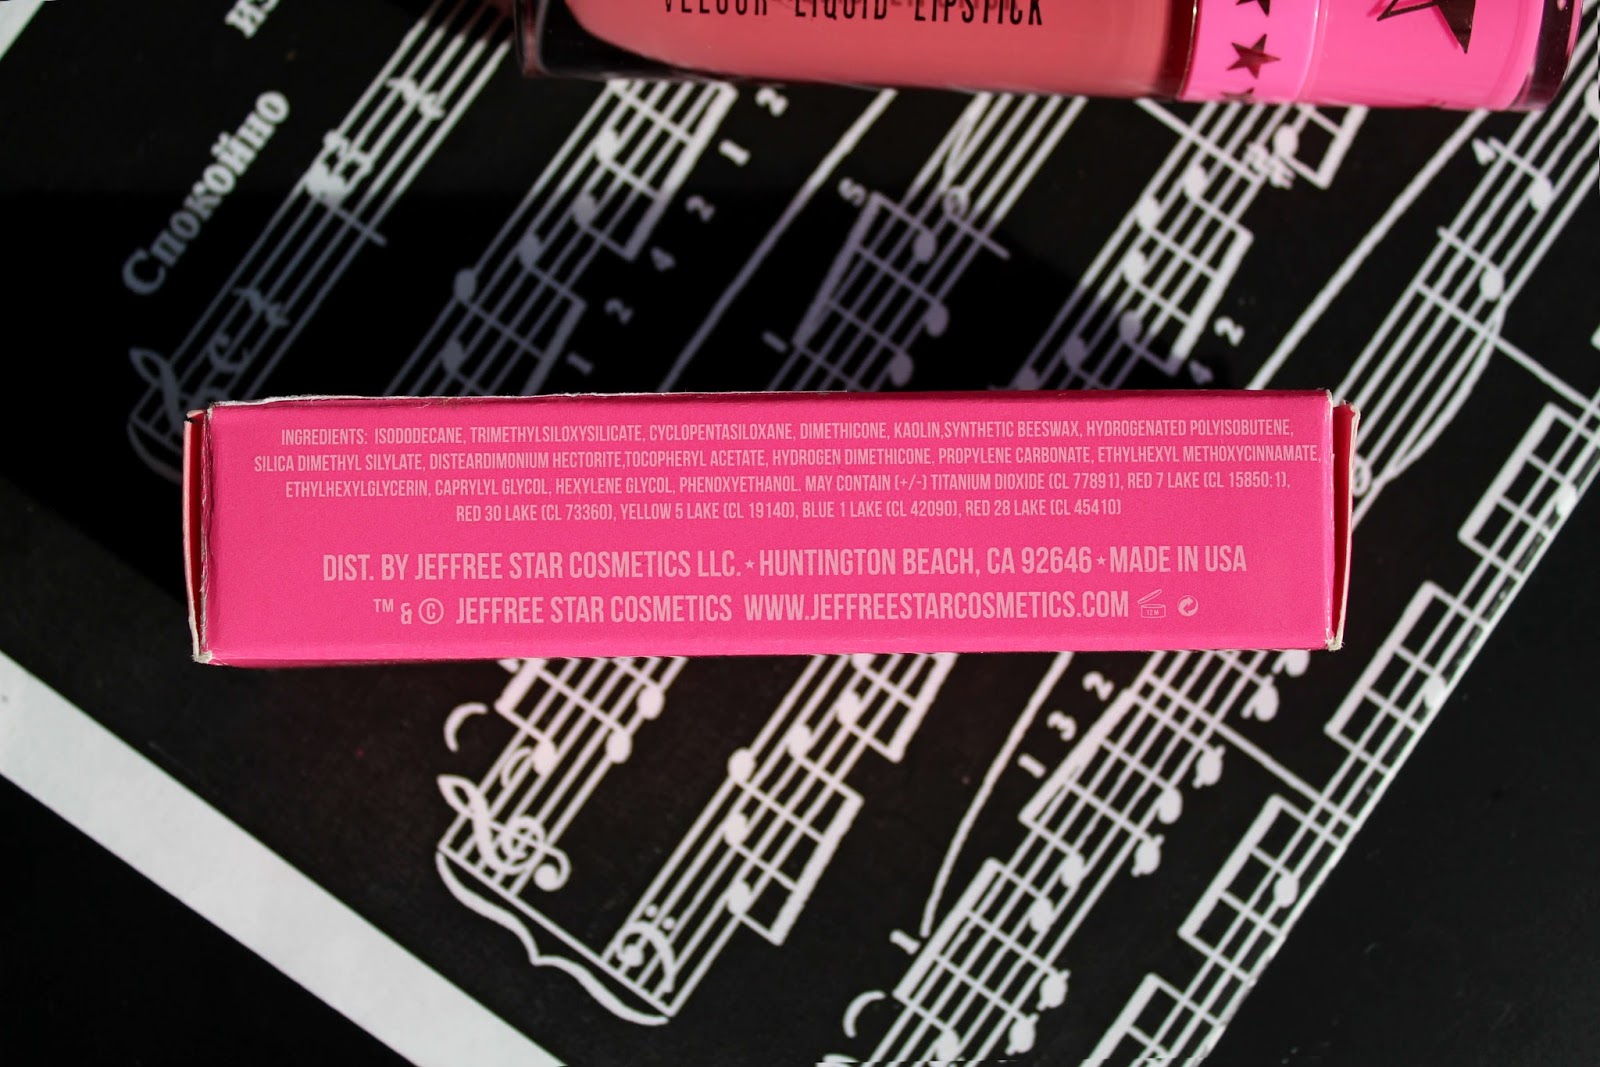 VELOUR LIQUID LIPSTICK
Спокойно
INGREDIENTS: ISODODECANE, TRIMETHYLSILOXYSILICATE, CYCLOPENTASILOXANE, DIMETHICONE, KAOLIN,SYNTHETIC BEESWAX, HYDROGENATED POLYISOBUTENE,
SILICA DIMETHYL SILYLATE, DISTEARDIMONIUM HECTORITE,TOCOPHERYL ACETATE, HYDROGEN DIMETHICONE, PROPYLENE CARBONATE, ETHYLHEXYL METHOXYCINNAMATE,
ETHYLHEXYLGLYCERIN, CAPRYLYL GLYCOL, HEXYLENE GLYCOL, PHENOXYETHANOL. MAY CONTAIN (+/-) TITANIUM DIOXIDE (CL 77891), RED 7 LAKE (CL 15850:1),
RED 30 LAKE (CL 73360), YELLOW 5 LAKE (CL 19140), BLUE 1 LAKE (CL 42090), RED 28 LAKE (CL 45410)
DIST. BY JEFFREE STAR COSMETICS LLC. ★ HUNTINGTON BEACH, CA 92646 ★ MADE IN USA
™ & © JEFFREE STAR COSMETICS WWW.JEFFREESTARCOSMETICS.COM 12 M